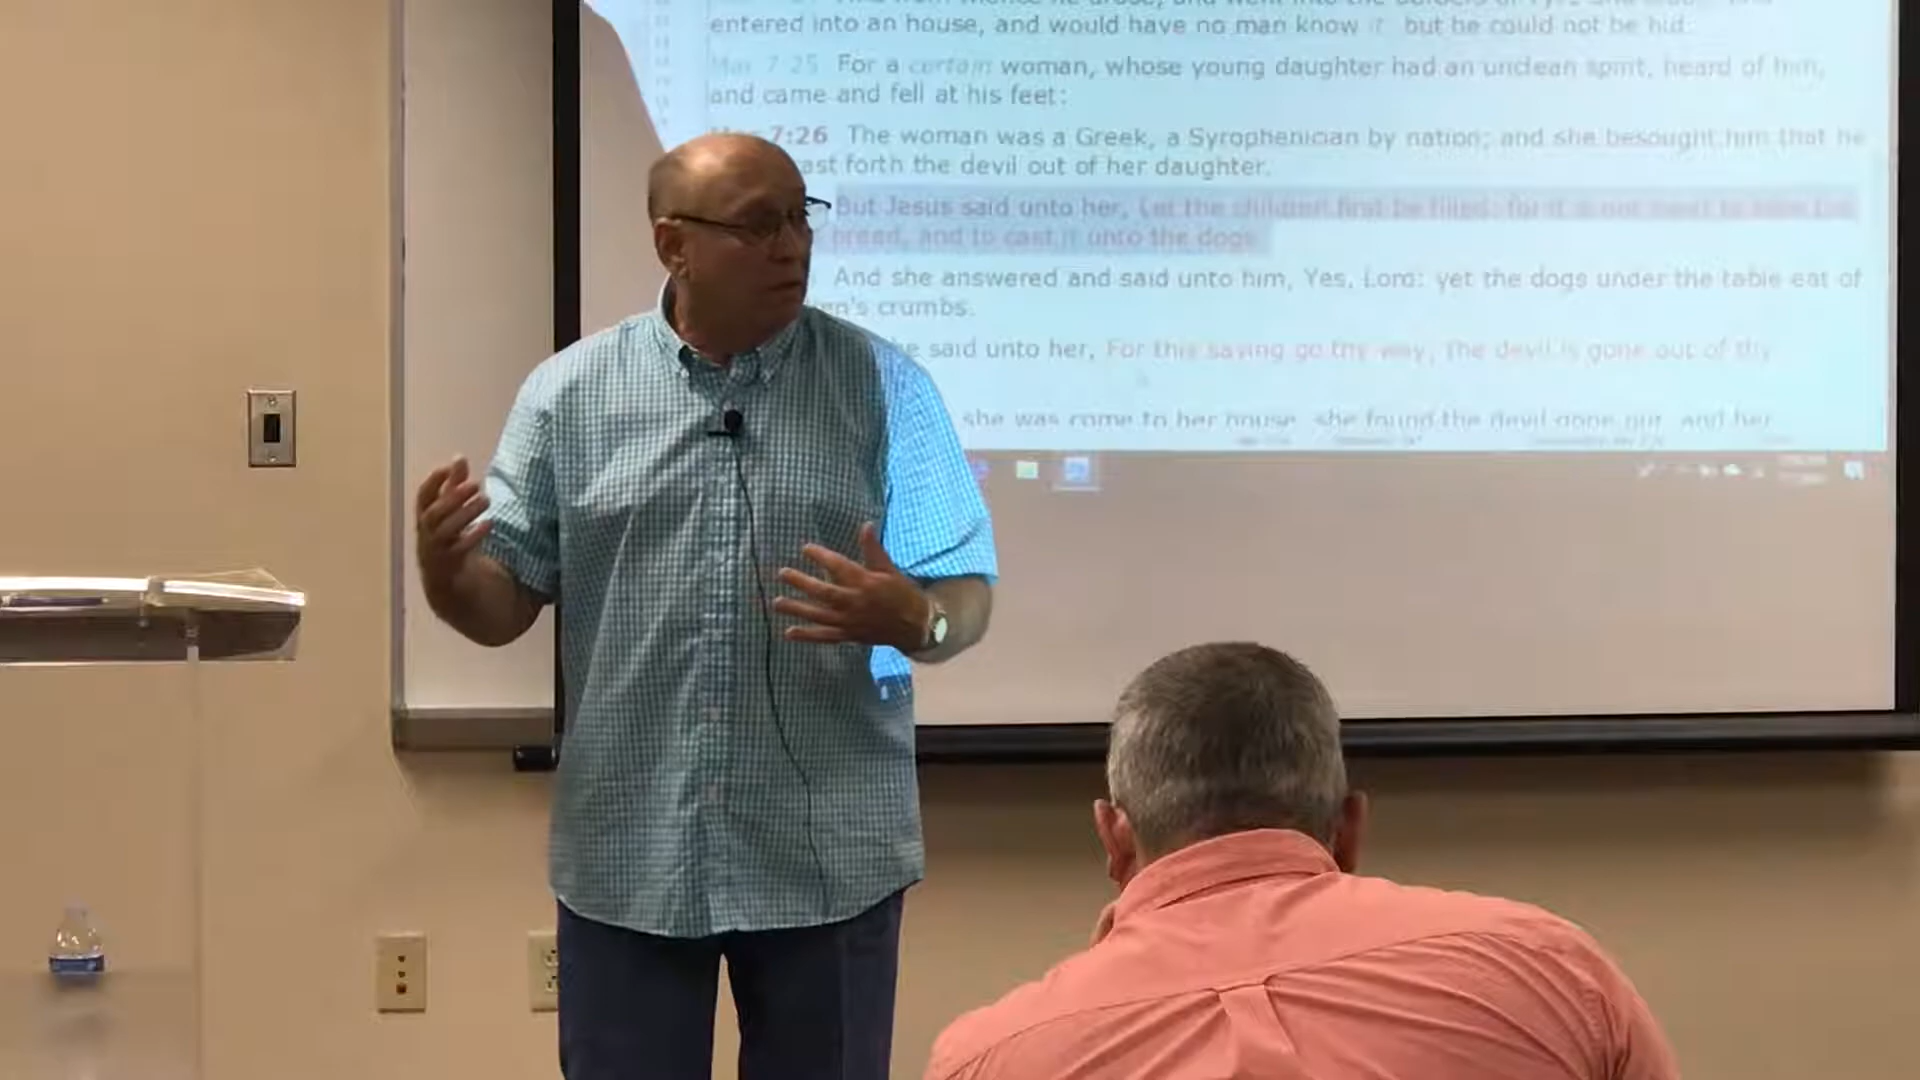 entered into an house, and would have no man know it: but he could not be hid.
Mar 7:25 For a certain woman, whose young daughter had an unclean spirit, heard of him,
and came and fell at his feet:
7:26 The woman was a Greek, a Syrophenician by nation; and she besought him that he
ast forth the devil out of her daughter.
But Jesus said unto her, Let the children first be filled: for it is not meet to take the
bread, and to cast it unto the dogs.
And she answered and said unto him, Yes, Lord: yet the dogs under the table eat of
en's crumbs.
he said unto her, For this saying go thy way; the devil is gone out of thy
she was come to her house, she found the devil gone out, and her